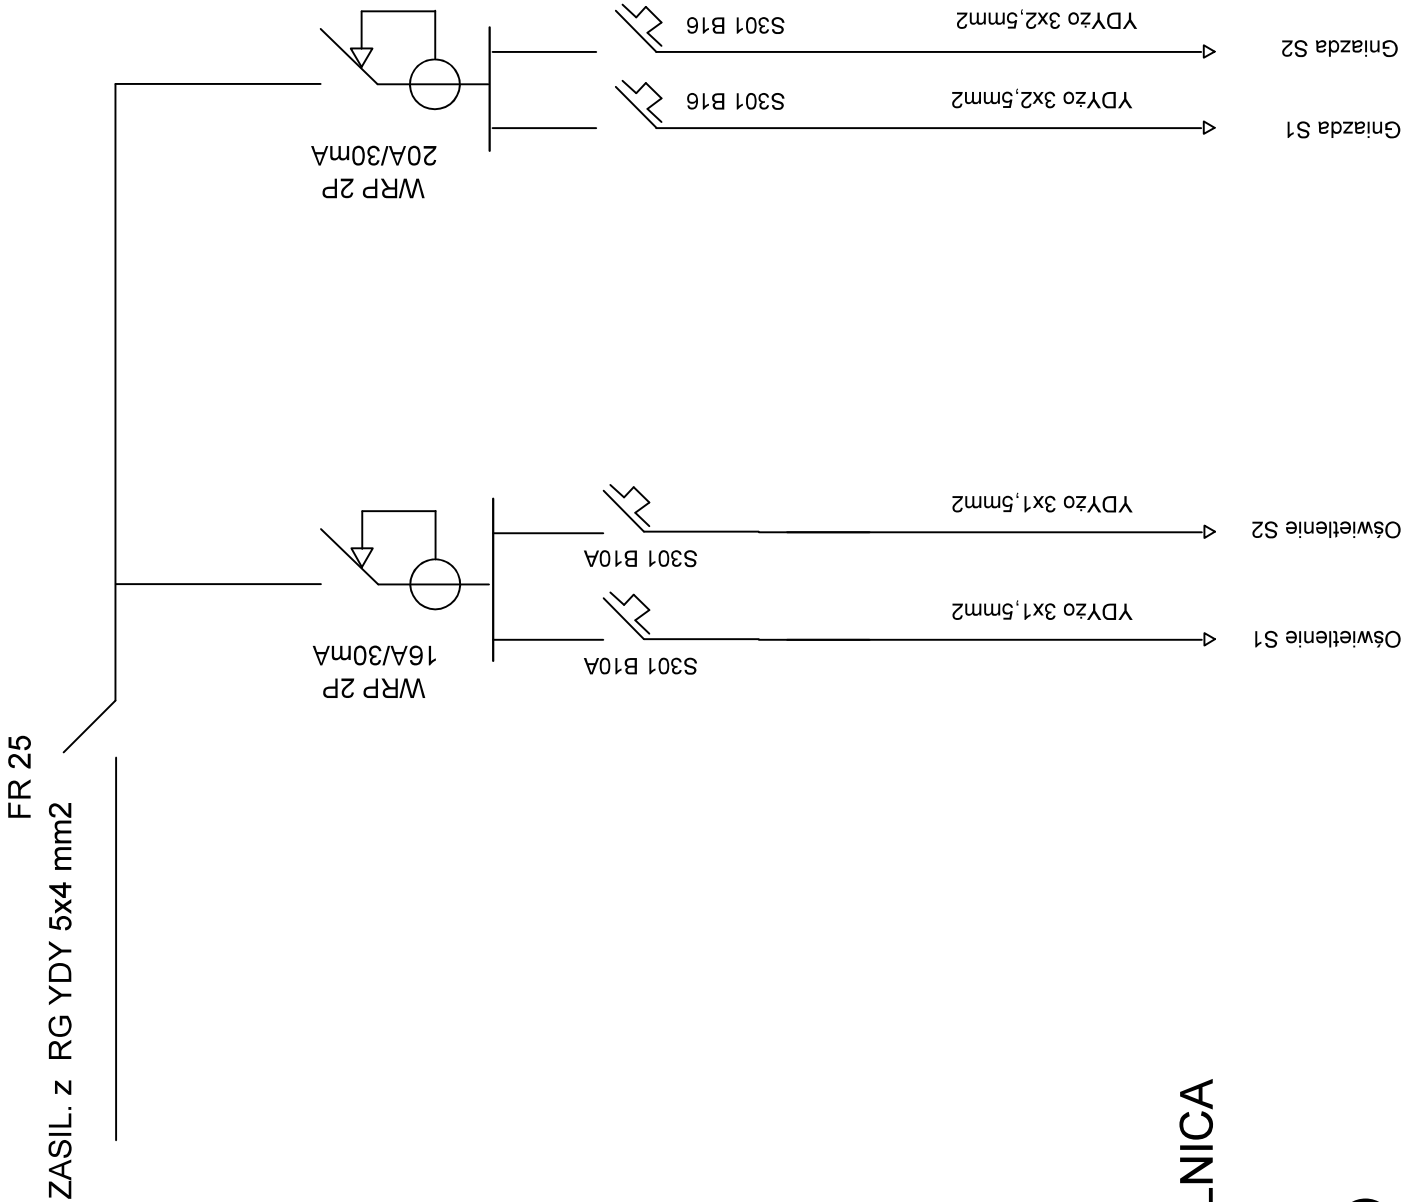 FR 25
ZASIL. z RG YDY 5x4 mm2
WRP 2P
16A/30mA
WRP 2P
20A/30mA
S301 B10A
YDYżo 3x1,5mm2
Oświetlenie S1
S301 B10A
YDYżo 3x1,5mm2
Oświetlenie S2
S301 B16
YDYżo 3x2,5mm2
Gniazda S1
S301 B16
YDYżo 3x2,5mm2
Gniazda S2
LNICA